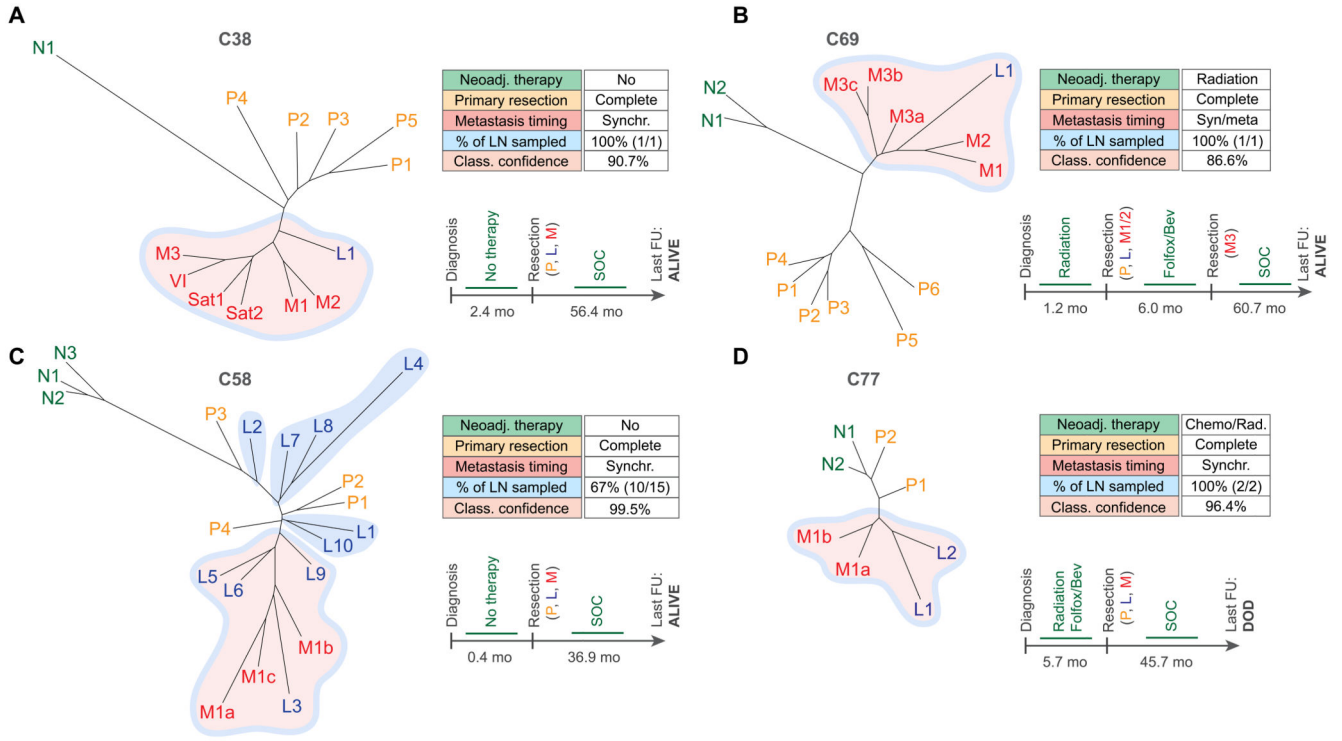 A
C38
N1
P4
P2
P3
P5
P1
M3
VI
Sat1
Sat2
M1
M2
L1
Neoadj. therapy No
Primary resection Complete
Metastasis timing Synchr.
% of LN sampled 100% (1/1)
Class. confidence 90.7%
Diagnosis
No therapy
Resection
(P, L, M)
SOC
Last FU:
ALIVE
2.4 mo
56.4 mo
B
C69
N2
N1
M3c
M3b
M3a
L1
M2
M1
P4
P1
P2
P3
P6
P5
Neoadj. therapy Radiation
Primary resection Complete
Metastasis timing Syn/meta
% of LN sampled 100% (1/1)
Class. confidence 86.6%
Diagnosis
Radiation
Resection
(P, L, M1/2)
Folfox/Bev
Resection
(M3)
SOC
Last FU:
ALIVE
1.2 mo
6.0 mo
60.7 mo
C
C58
N3
N1
N2
P3
L2
L7
L8
L4
P2
P1
P4
L1
L10
L5
L6
L9
M1b
M1c
M1a
L3
Neoadj. therapy No
Primary resection Complete
Metastasis timing Synchr.
% of LN sampled 67% (10/15)
Class. confidence 99.5%
Diagnosis
No therapy
Resection
(P, L, M)
SOC
Last FU:
ALIVE
0.4 mo
36.9 mo
D
C77
N1
P2
N2
P1
M1b
M1a
L2
L1
Neoadj. therapy Chemo/Rad.
Primary resection Complete
Metastasis timing Synchr.
% of LN sampled 100% (2/2)
Class. confidence 96.4%
Diagnosis
Radiation
Folfox/Bev
Resection
(P, L, M)
SOC
Last FU:
DOD
5.7 mo
45.7 mo